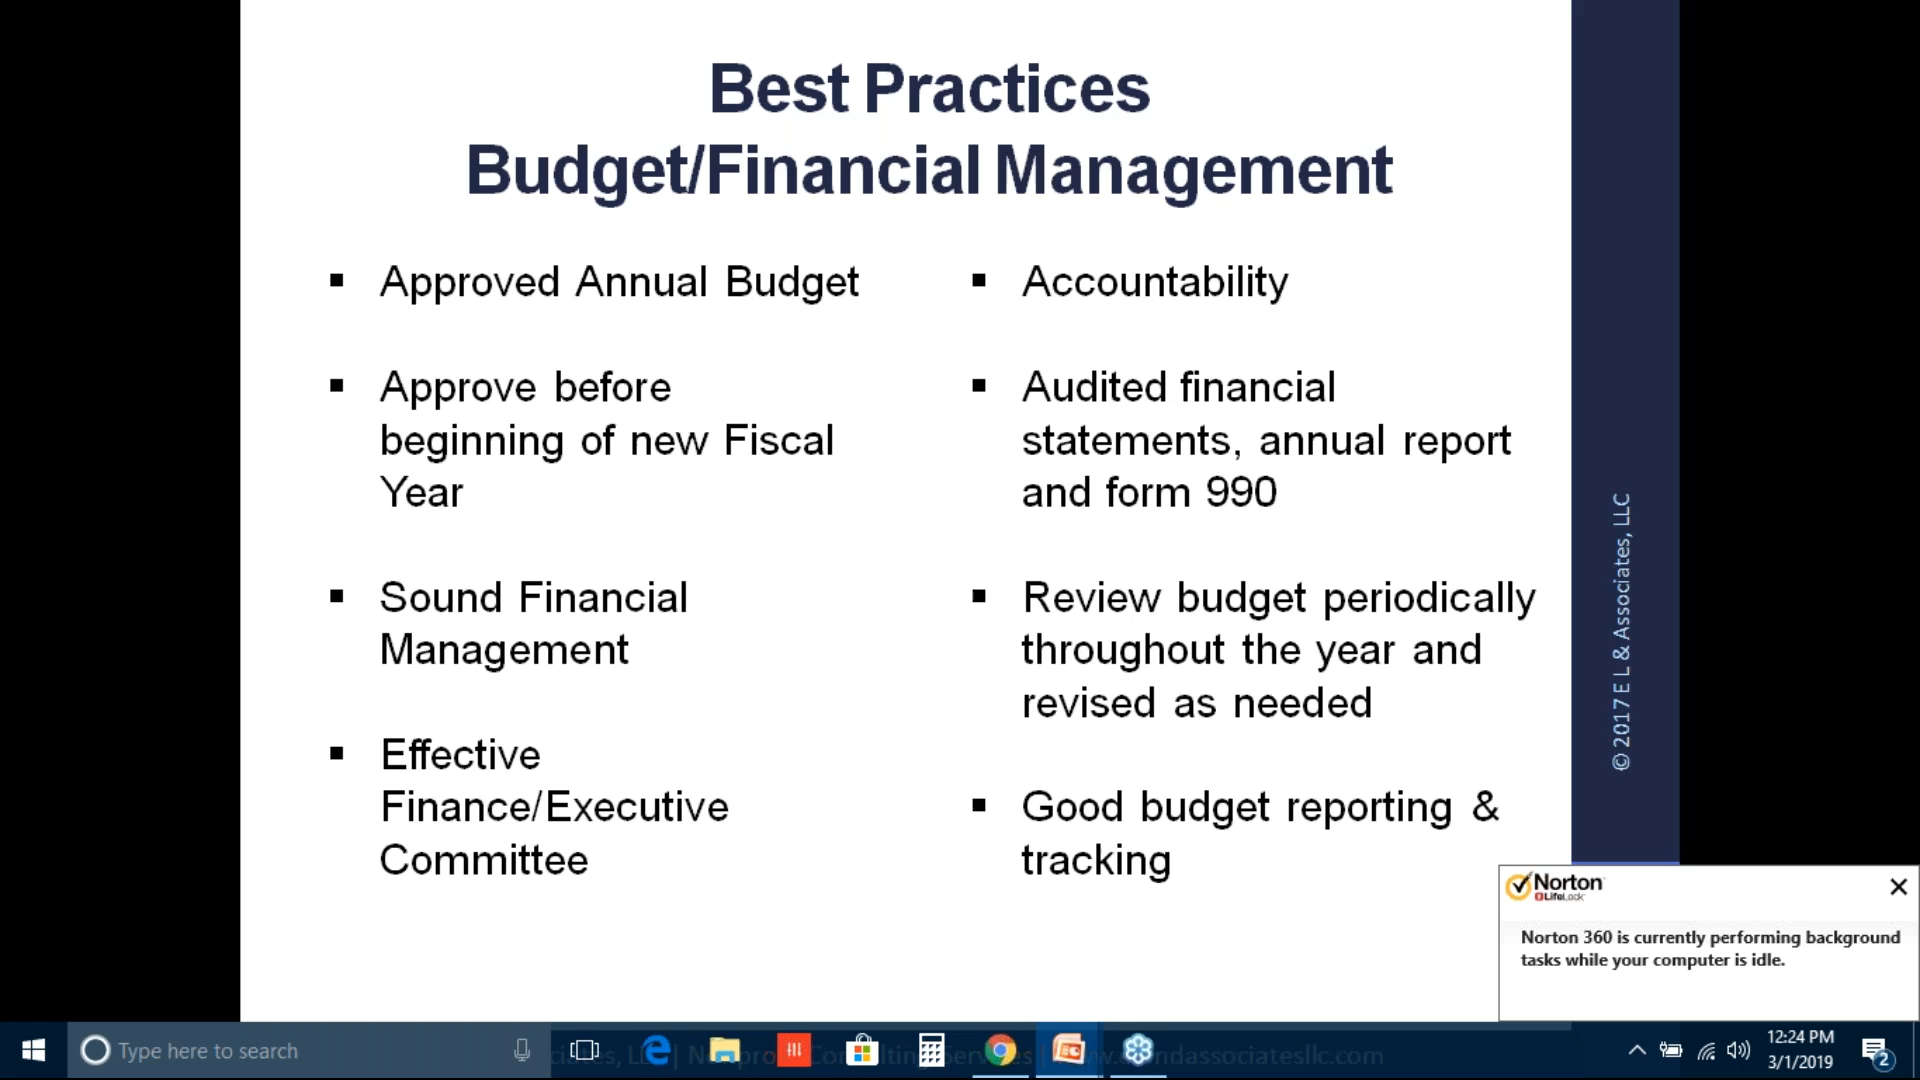 Best Practices
Budget/Financial Management
Approved Annual Budget
Approve before
beginning of new Fiscal
Year
Sound Financial
Management
Effective
Finance/Executive
Committee
Accountability
Audited financial
statements, annual report
and form 990
Review budget periodically
throughout the year and
revised as needed
Good budget reporting &
tracking
© 2017 E L & Associates, LLC
Norton
LifeLock
Norton 360 is currently performing background
tasks while your computer is idle.
Type here to search
12:24 PM
3/1/2019
2